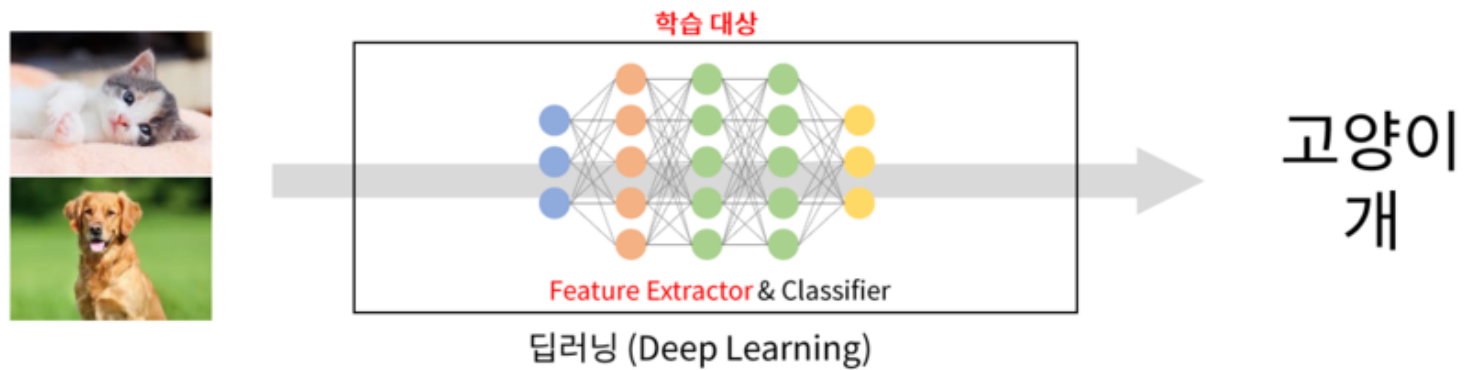 학습 대상
고양이
개
Feature Extractor & Classifier
딥러닝 (Deep Learning)